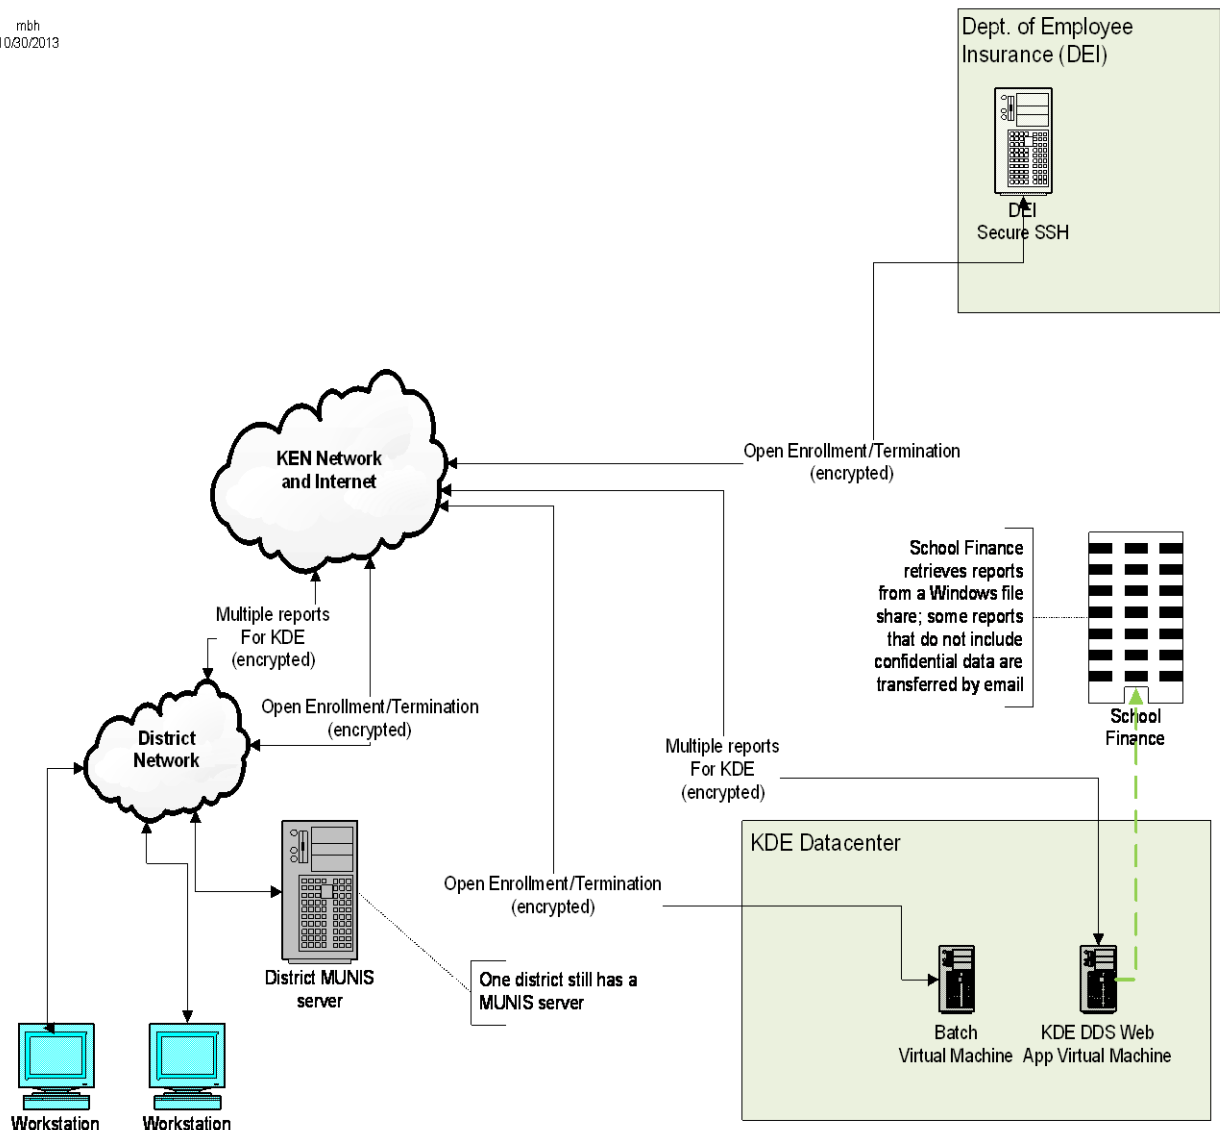 mbh
10/30/2013
Dept. of Employee
Insurance (DEI)
DEI
Secure SSH
KEN Network
and Internet
Open Enrollment/Termination
(encrypted)
School Finance
retrieves reports
from a Windows file
share; some reports
that do not include
confidential data are
transferred by email
School
Finance
Multiple reports
For KDE
(encrypted)
Open Enrollment/Termination
(encrypted)
District
Network
Multiple reports
For KDE
(encrypted)
KDE Datacenter
Open Enrollment/Termination
(encrypted)
District MUNIS
server
One district still has a
MUNIS server
Batch
Virtual Machine
KDE DDS Web
App Virtual Machine
Workstation
Workstation